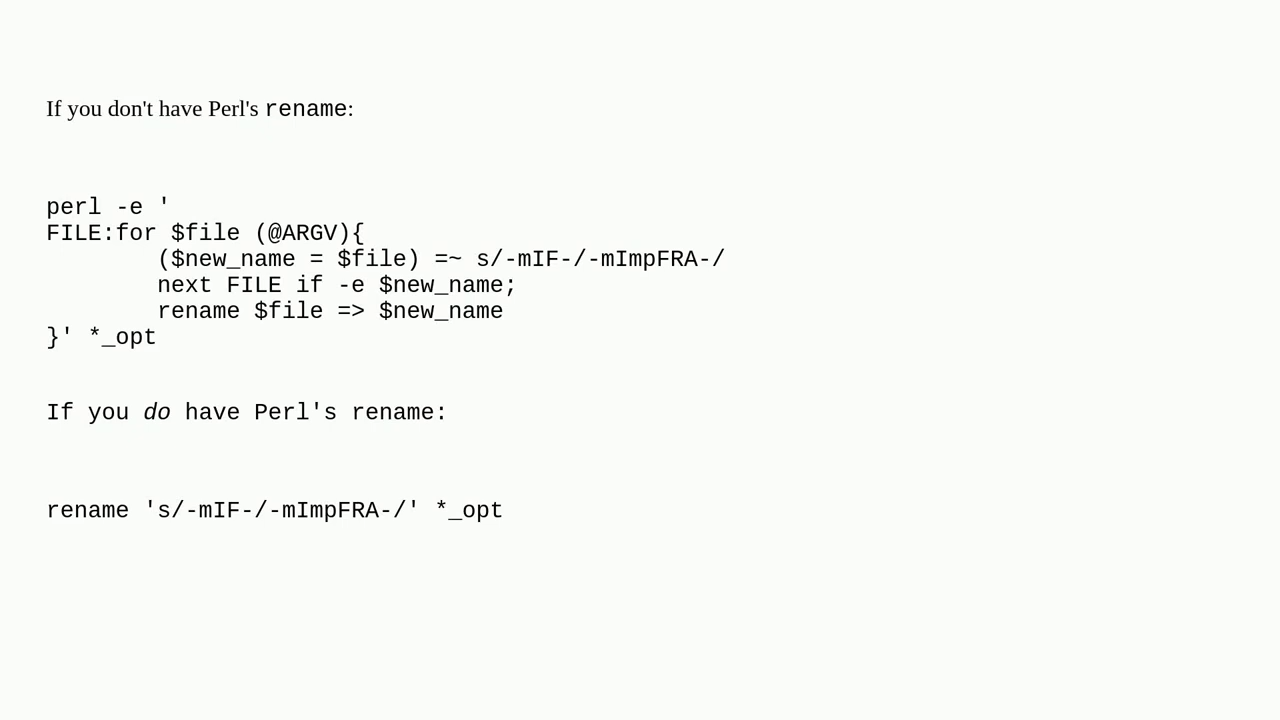 If you don't have Perl's rename:
perl -e '
FILE:for $file (@ARGV){
        ($new_name = $file) =~ s/-mIF-/-mImpFRA-/
        next FILE if -e $new_name;
        rename $file => $new_name
}' *_opt
If you do have Perl's rename:
rename 's/-mIF-/-mImpFRA-/' *_opt